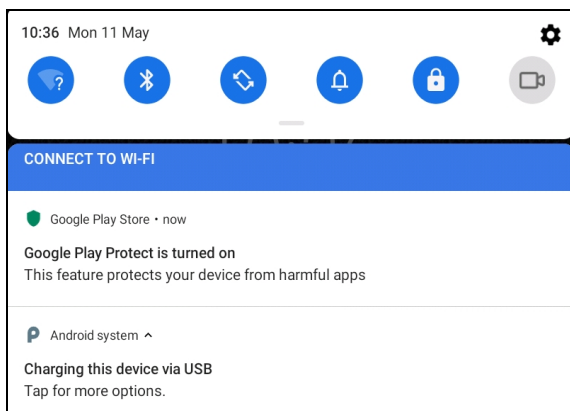 10:36 Mon 11 May
?
CONNECT TO WI-FI
Google Play Store • now
Google Play Protect is turned on
This feature protects your device from harmful apps
Android system
Charging this device via USB
Tap for more options.